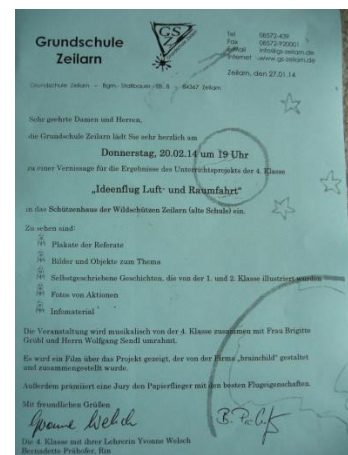 Grundschule
Zeilarn
GS
Tel 08572-439
Fax 08572-920001
E-Mail info@gs-zeilarn.de
Internet www.gs-zeilarn.de
Zeilarn, den 27.01.14
Grundschule Zeilarn - Bgm.- - 84367 Zeilarn
Sehr geehrte Damen und Herren,
die Grundschule Zeilarn lädt Sie sehr herzlich am
Donnerstag, 20.02.14 um 19 Uhr
zu einer Vernissage für die Ergebnisse des Unterrichtsprojekts der 4. Klasse
„Ideenflug Luft- und Raumfahrt"
in das Schützenhaus der Wildschützen Zeilarn (alte Schule) ein.
Zu sehen sind:
Plakate der Referate
Bilder und Objekte zum Thema
Selbstgeschriebene Geschichten, die von der 1. und 2. Klasse illustriert wurden
Fotos von Aktionen
Infomaterial
Die Veranstaltung wird musikalisch von der 4. Klasse zusammen mit Frau Brigitte
Grübl und Herrn Wolfgang Sendl umrahmt.
Es wird ein Film über das Projekt gezeigt, der von der Firma „brainchild" gestaltet
und zusammengestellt wurde.
Außerdem prämiert eine Jury den Papierflieger mit den besten Flugeigenschaften.
Mit freundlichen Grüßen
Yvonne Welsch
Die 4. Klasse mit ihrer Lehrerin Yvonne Welsch
Bernadette Prähofer, Rin